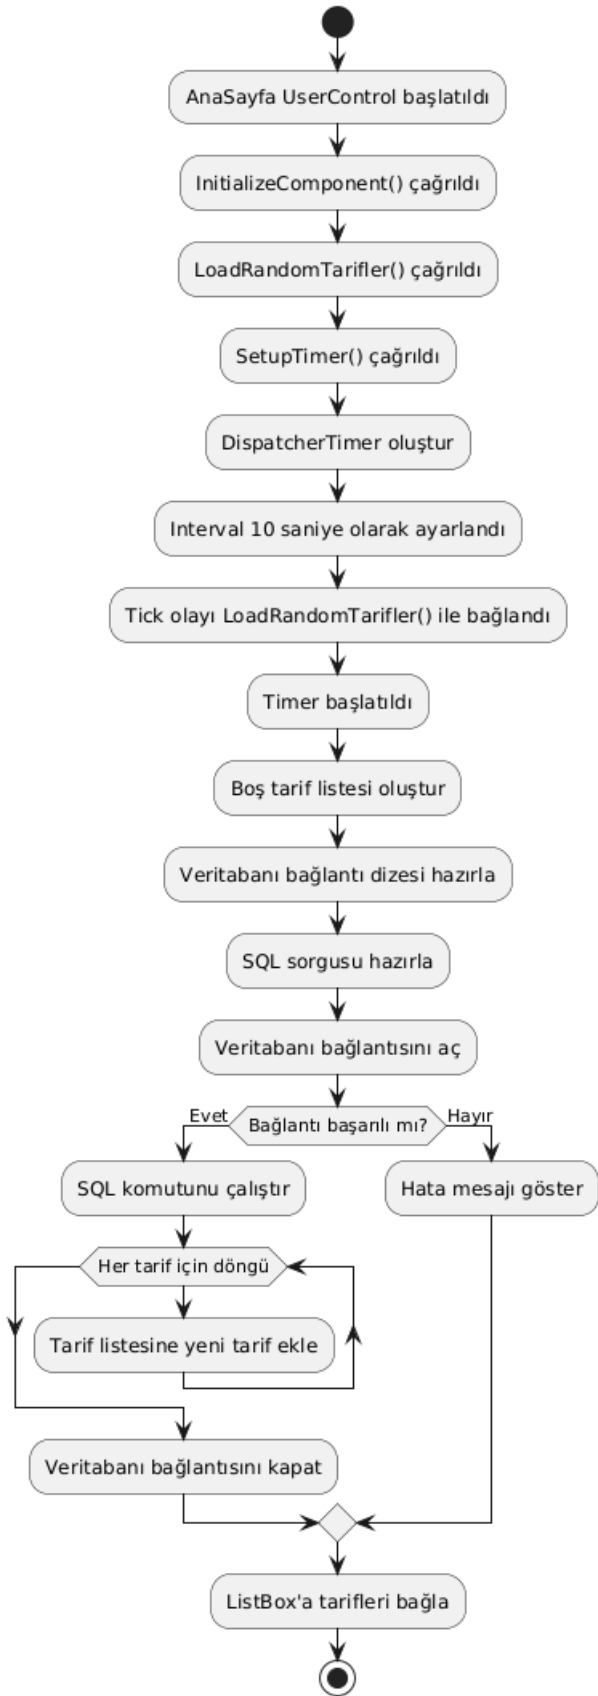 AnaSayfa UserControl başlatıldı
InitializeComponent() çağrıldı
LoadRandomTarifler() çağrıldı
SetupTimer() çağrıldı
DispatcherTimer oluştur
Interval 10 saniye olarak ayarlandı
Tick olayı LoadRandomTarifler() ile bağlandı
Timer başlatıldı
Boş tarif listesi oluştur
Veritabanı bağlantı dizesi hazırla
SQL sorgusu hazırla
Veritabanı bağlantısını aç
Evet
Bağlantı başarılı mı?
Hayır
SQL komutunu çalıştır
Hata mesajı göster
Her tarif için döngü
Tarif listesine yeni tarif ekle
Veritabanı bağlantısını kapat
ListBox'a tarifleri bağla